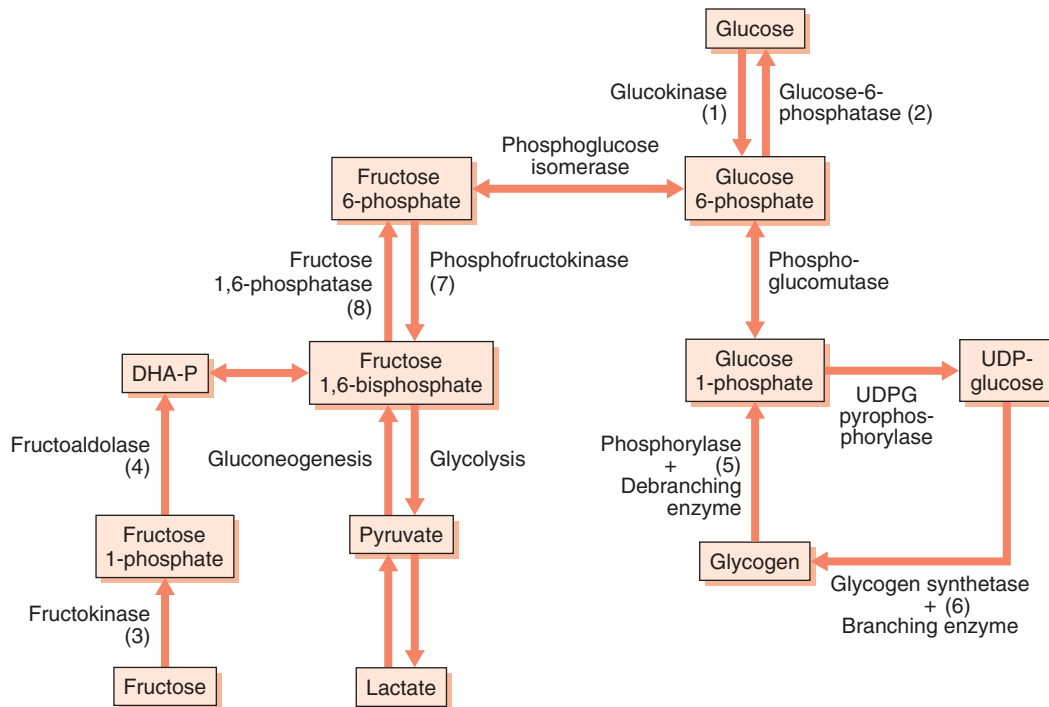 Glucose
Glucokinase
(1)
Glucose-6-
phosphatase (2)
Phosphoglucose
isomerase
Fructose
6-phosphate
Glucose
6-phosphate
Fructose
1,6-phosphatase
(8)
Phosphofructokinase
(7)
Phospho-
glucomutase
DHA-P
Fructose
1,6-bisphosphate
Glucose
1-phosphate
UDP-
glucose
UDPG
pyrophos-
phorylase
Fructoaldolase
(4)
Gluconeogenesis
Glycolysis
Phosphorylase
+ (5)
Debranching
enzyme
Fructose
1-phosphate
Pyruvate
Glycogen
Glycogen synthetase
+ (6)
Branching enzyme
Fructokinase
(3)
Fructose
Lactate